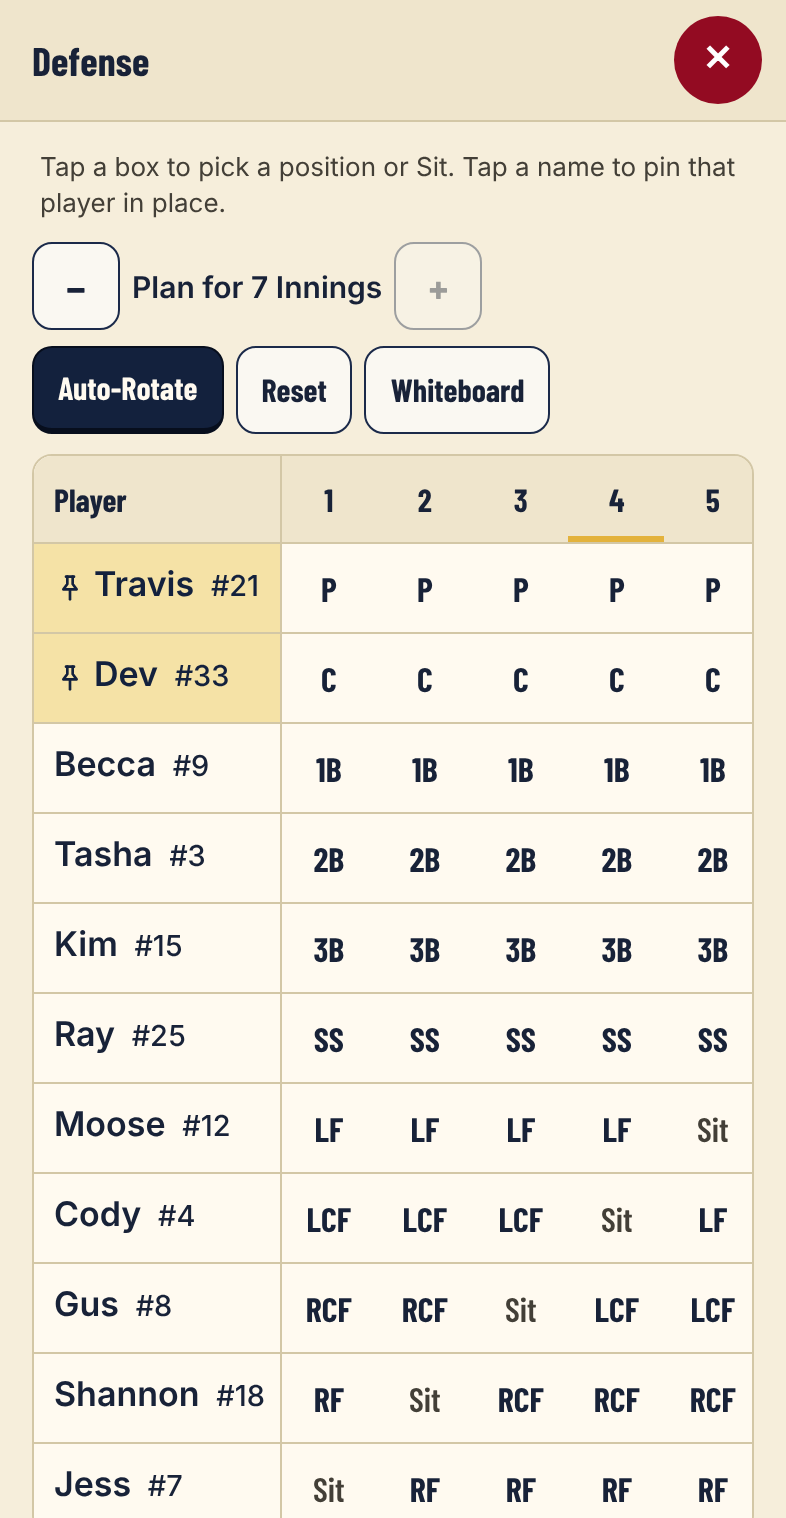 Defense ✕
Tap a box to pick a position or Sit. Tap a name to pin that
player in place.
– Plan for 7 Innings +
Auto-Rotate Reset Whiteboard
Player 1 2 3 4 5
Travis #21 P P P P P
Dev #33 C C C C C
Becca #9 1B 1B 1B 1B 1B
Tasha #3 2B 2B 2B 2B 2B
Kim #15 3B 3B 3B 3B 3B
Ray #25 SS SS SS SS SS
Moose #12 LF LF LF LF Sit
Cody #4 LCF LCF LCF Sit LF
Gus #8 RCF RCF Sit LCF LCF
Shannon #18 RF Sit RCF RCF RCF
Jess #7 Sit RF RF RF RF